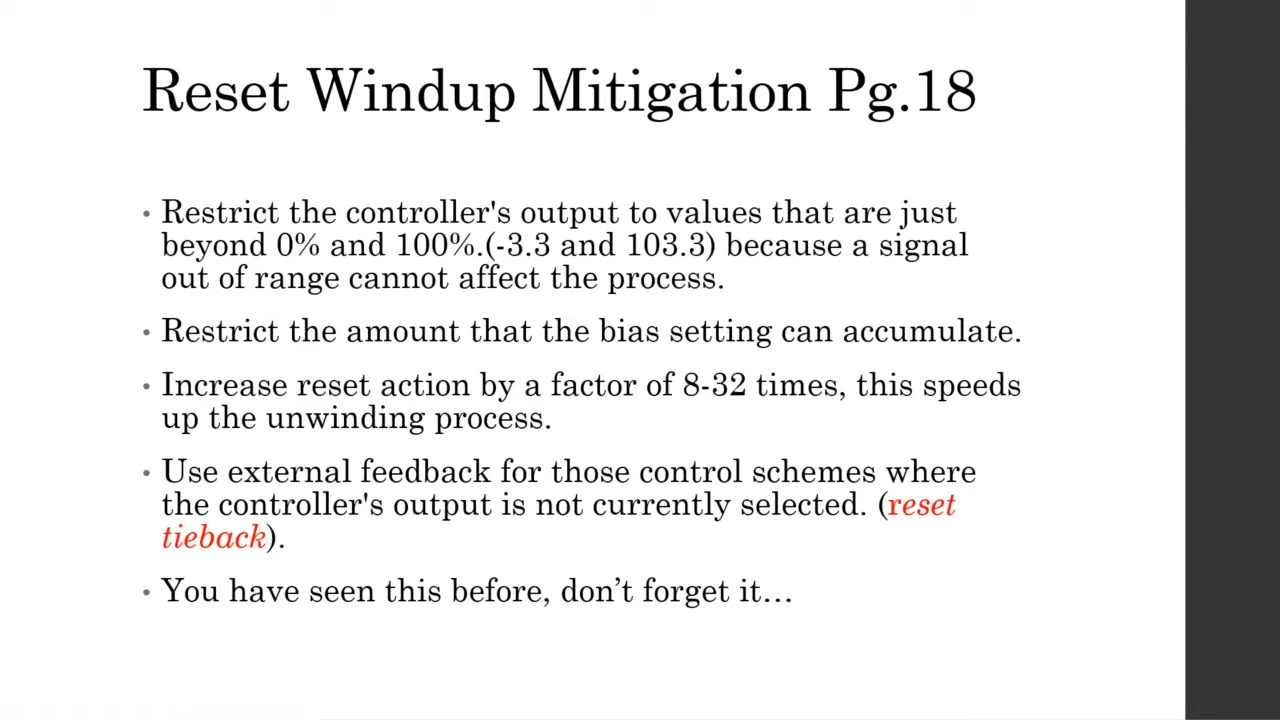 Reset Windup Mitigation Pg.18
• Restrict the controller's output to values that are just
beyond 0% and 100%.(-3.3 and 103.3) because a signal
out of range cannot affect the process.
• Restrict the amount that the bias setting can accumulate.
• Increase reset action by a factor of 8-32 times, this speeds
up the unwinding process.
• Use external feedback for those control schemes where
the controller's output is not currently selected. (reset
tieback).
• You have seen this before, don’t forget it…